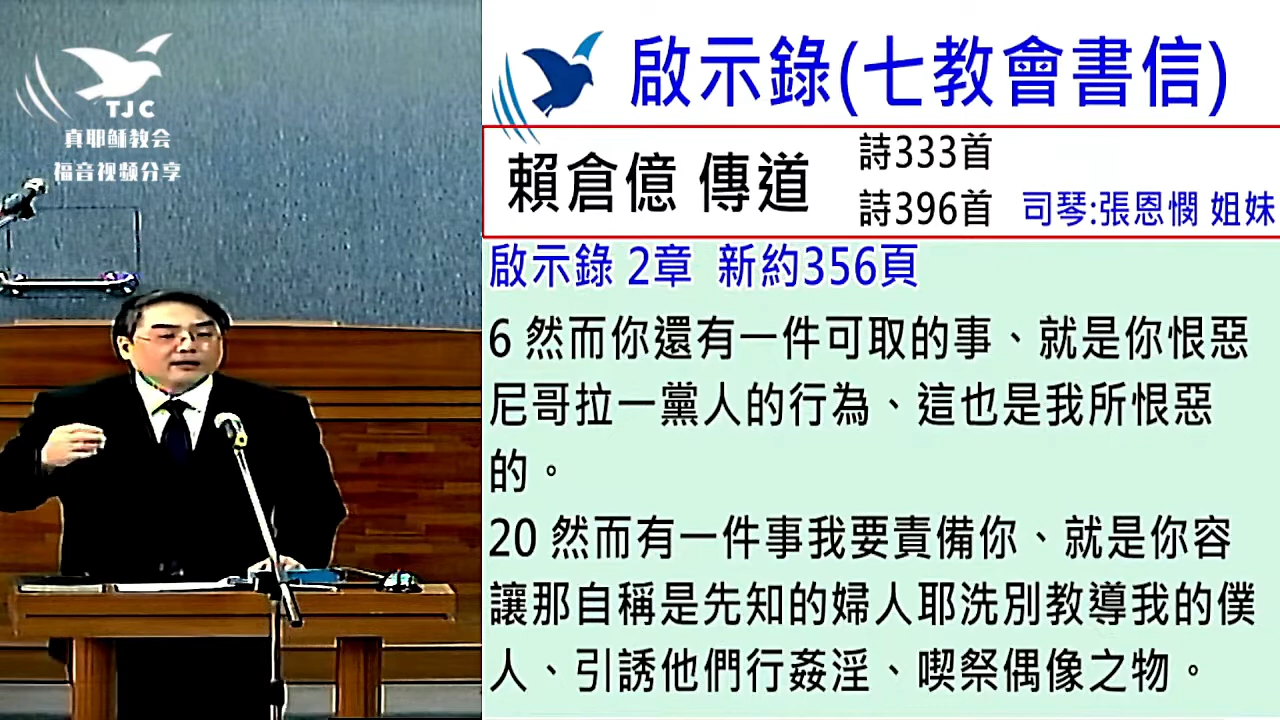 TJC
真耶稣教会
福音视频分享
啟示錄(七教會書信)
賴倉億 傳道
詩333首
詩396首 司琴:張恩憫 姐妹
啟示錄 2章 新約356頁
6 然而你還有一件可取的事、就是你恨惡
尼哥拉一黨人的行為、這也是我所恨惡
的。
20 然而有一件事我要責備你、就是你容
讓那自稱是先知的婦人耶洗別教導我的僕
人、引誘他們行姦淫、喫祭偶像之物。